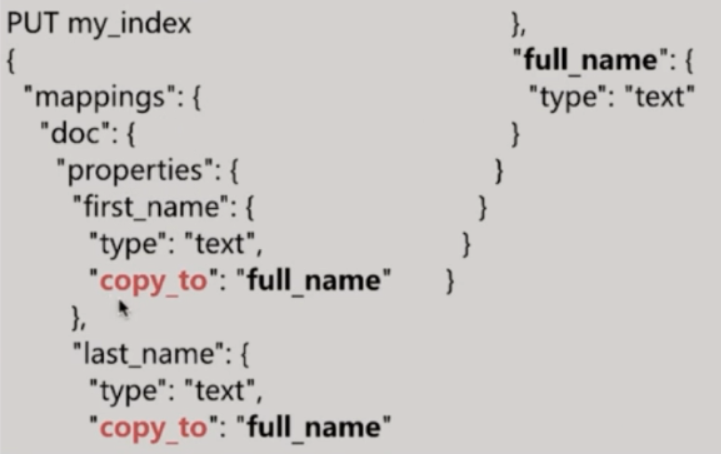 PUT my_index
{
  "mappings": {
    "doc": {
      "properties": {
        "first_name": {
          "type": "text",
          "copy_to": "full_name"
        },
        "last_name": {
          "type": "text",
          "copy_to": "full_name"
        },
        "full_name": {
          "type": "text"
        }
      }
    }
  }
}